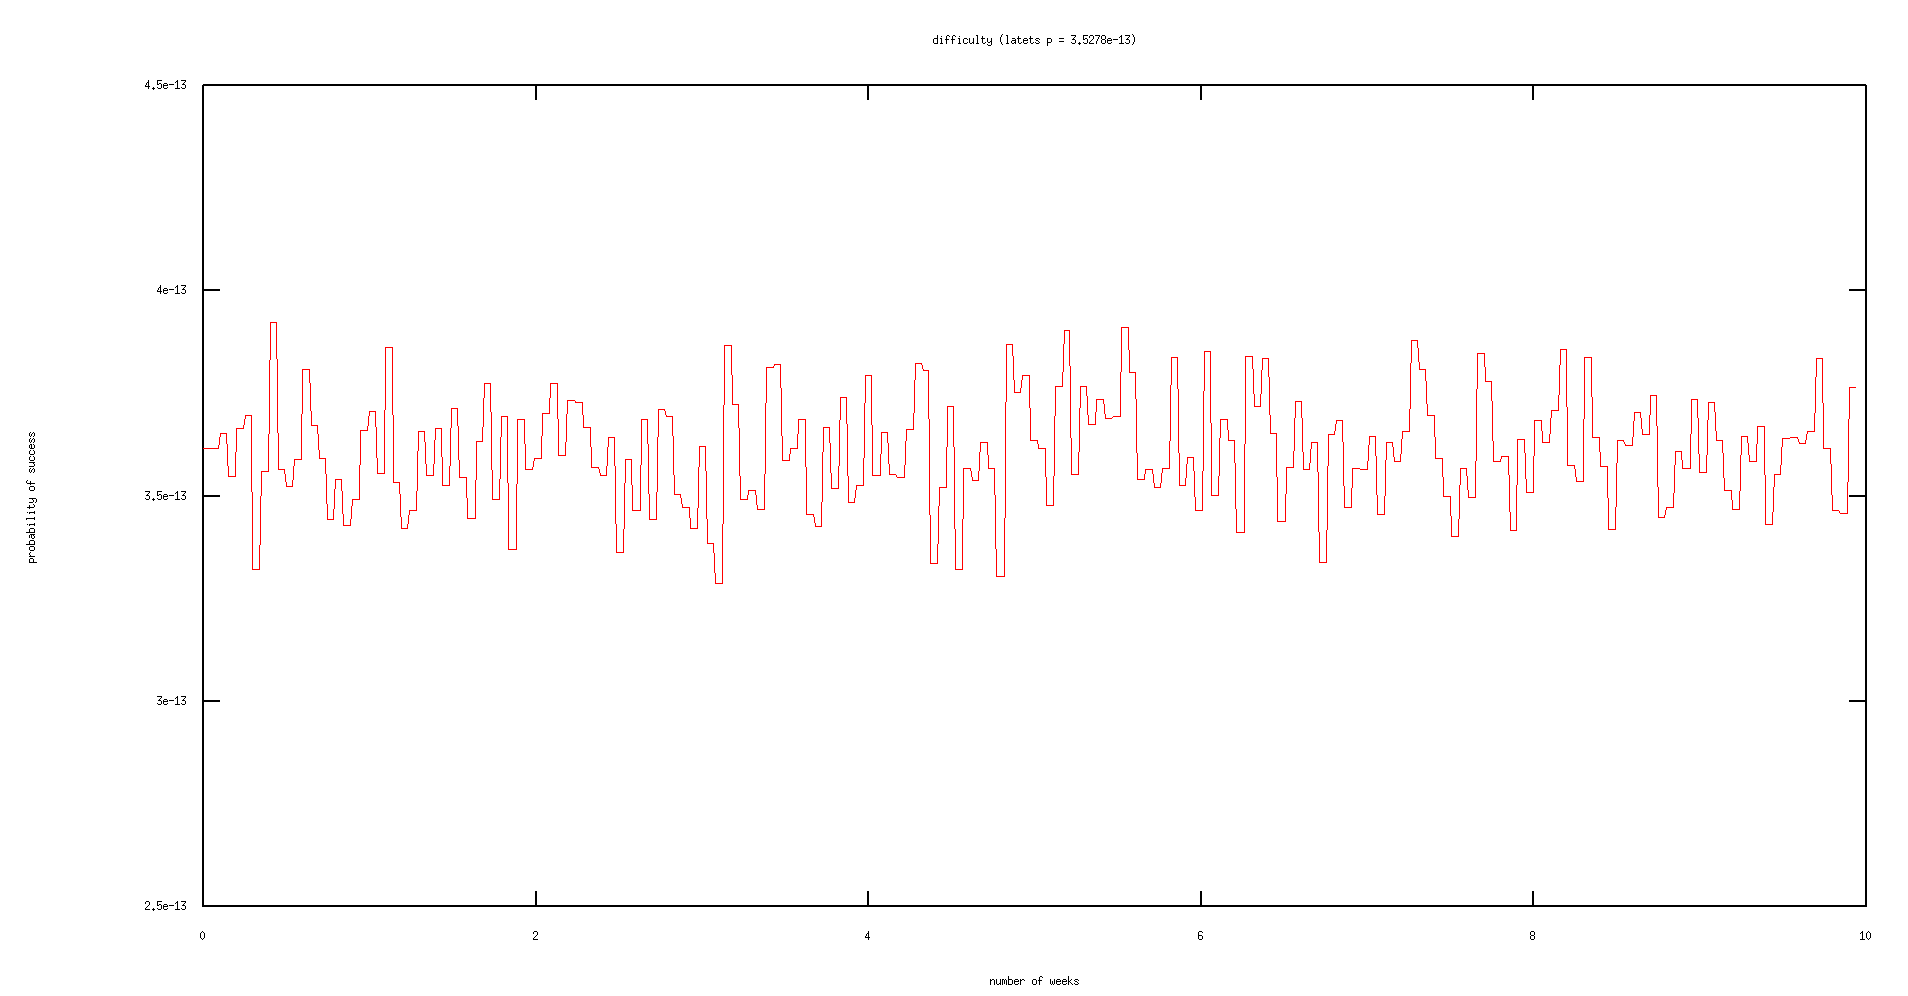 difficulty (latets p = 3.5278e-13)
4.5e-13
4e-13
3.5e-13
3e-13
2.5e-13
probability of success
0 2 4 6 8 10
number of weeks